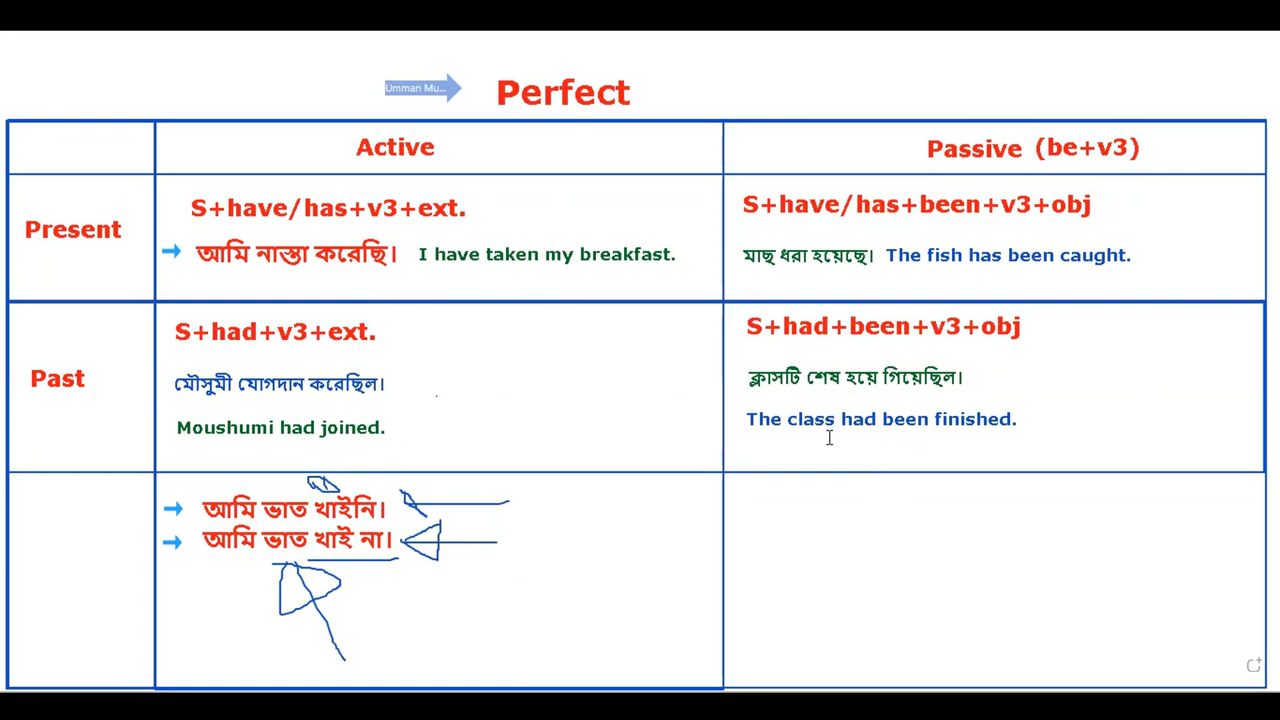 Umman Mu...
Perfect
Active
Passive (be+v3)
Present
S+have/has+v3+ext.
আমি নাস্তা করেছি। I have taken my breakfast.
S+have/has+been+v3+obj
মাছ ধরা হয়েছে। The fish has been caught.
Past
S+had+v3+ext.
মৌসুমী যোগদান করেছিল।
Moushumi had joined.
S+had+been+v3+obj
ক্লাসটি শেষ হয়ে গিয়েছিল।
The class had been finished.
আমি ভাত খাইনি।
আমি ভাত খাই না।